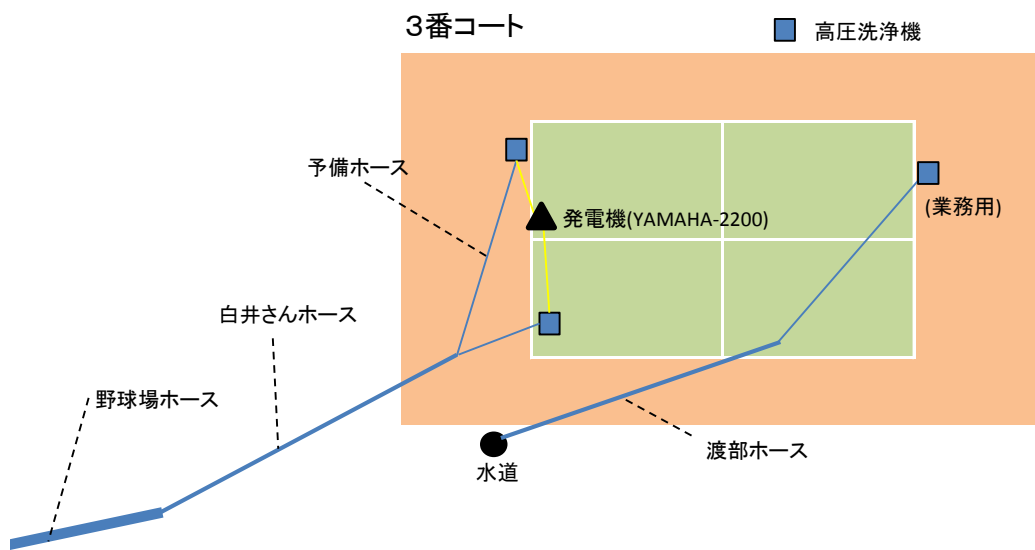 ３番コート
高圧洗浄機
予備ホース
(業務用)
発電機(YAMAHA-2200)
白井さんホース
野球場ホース
渡部ホース
水道